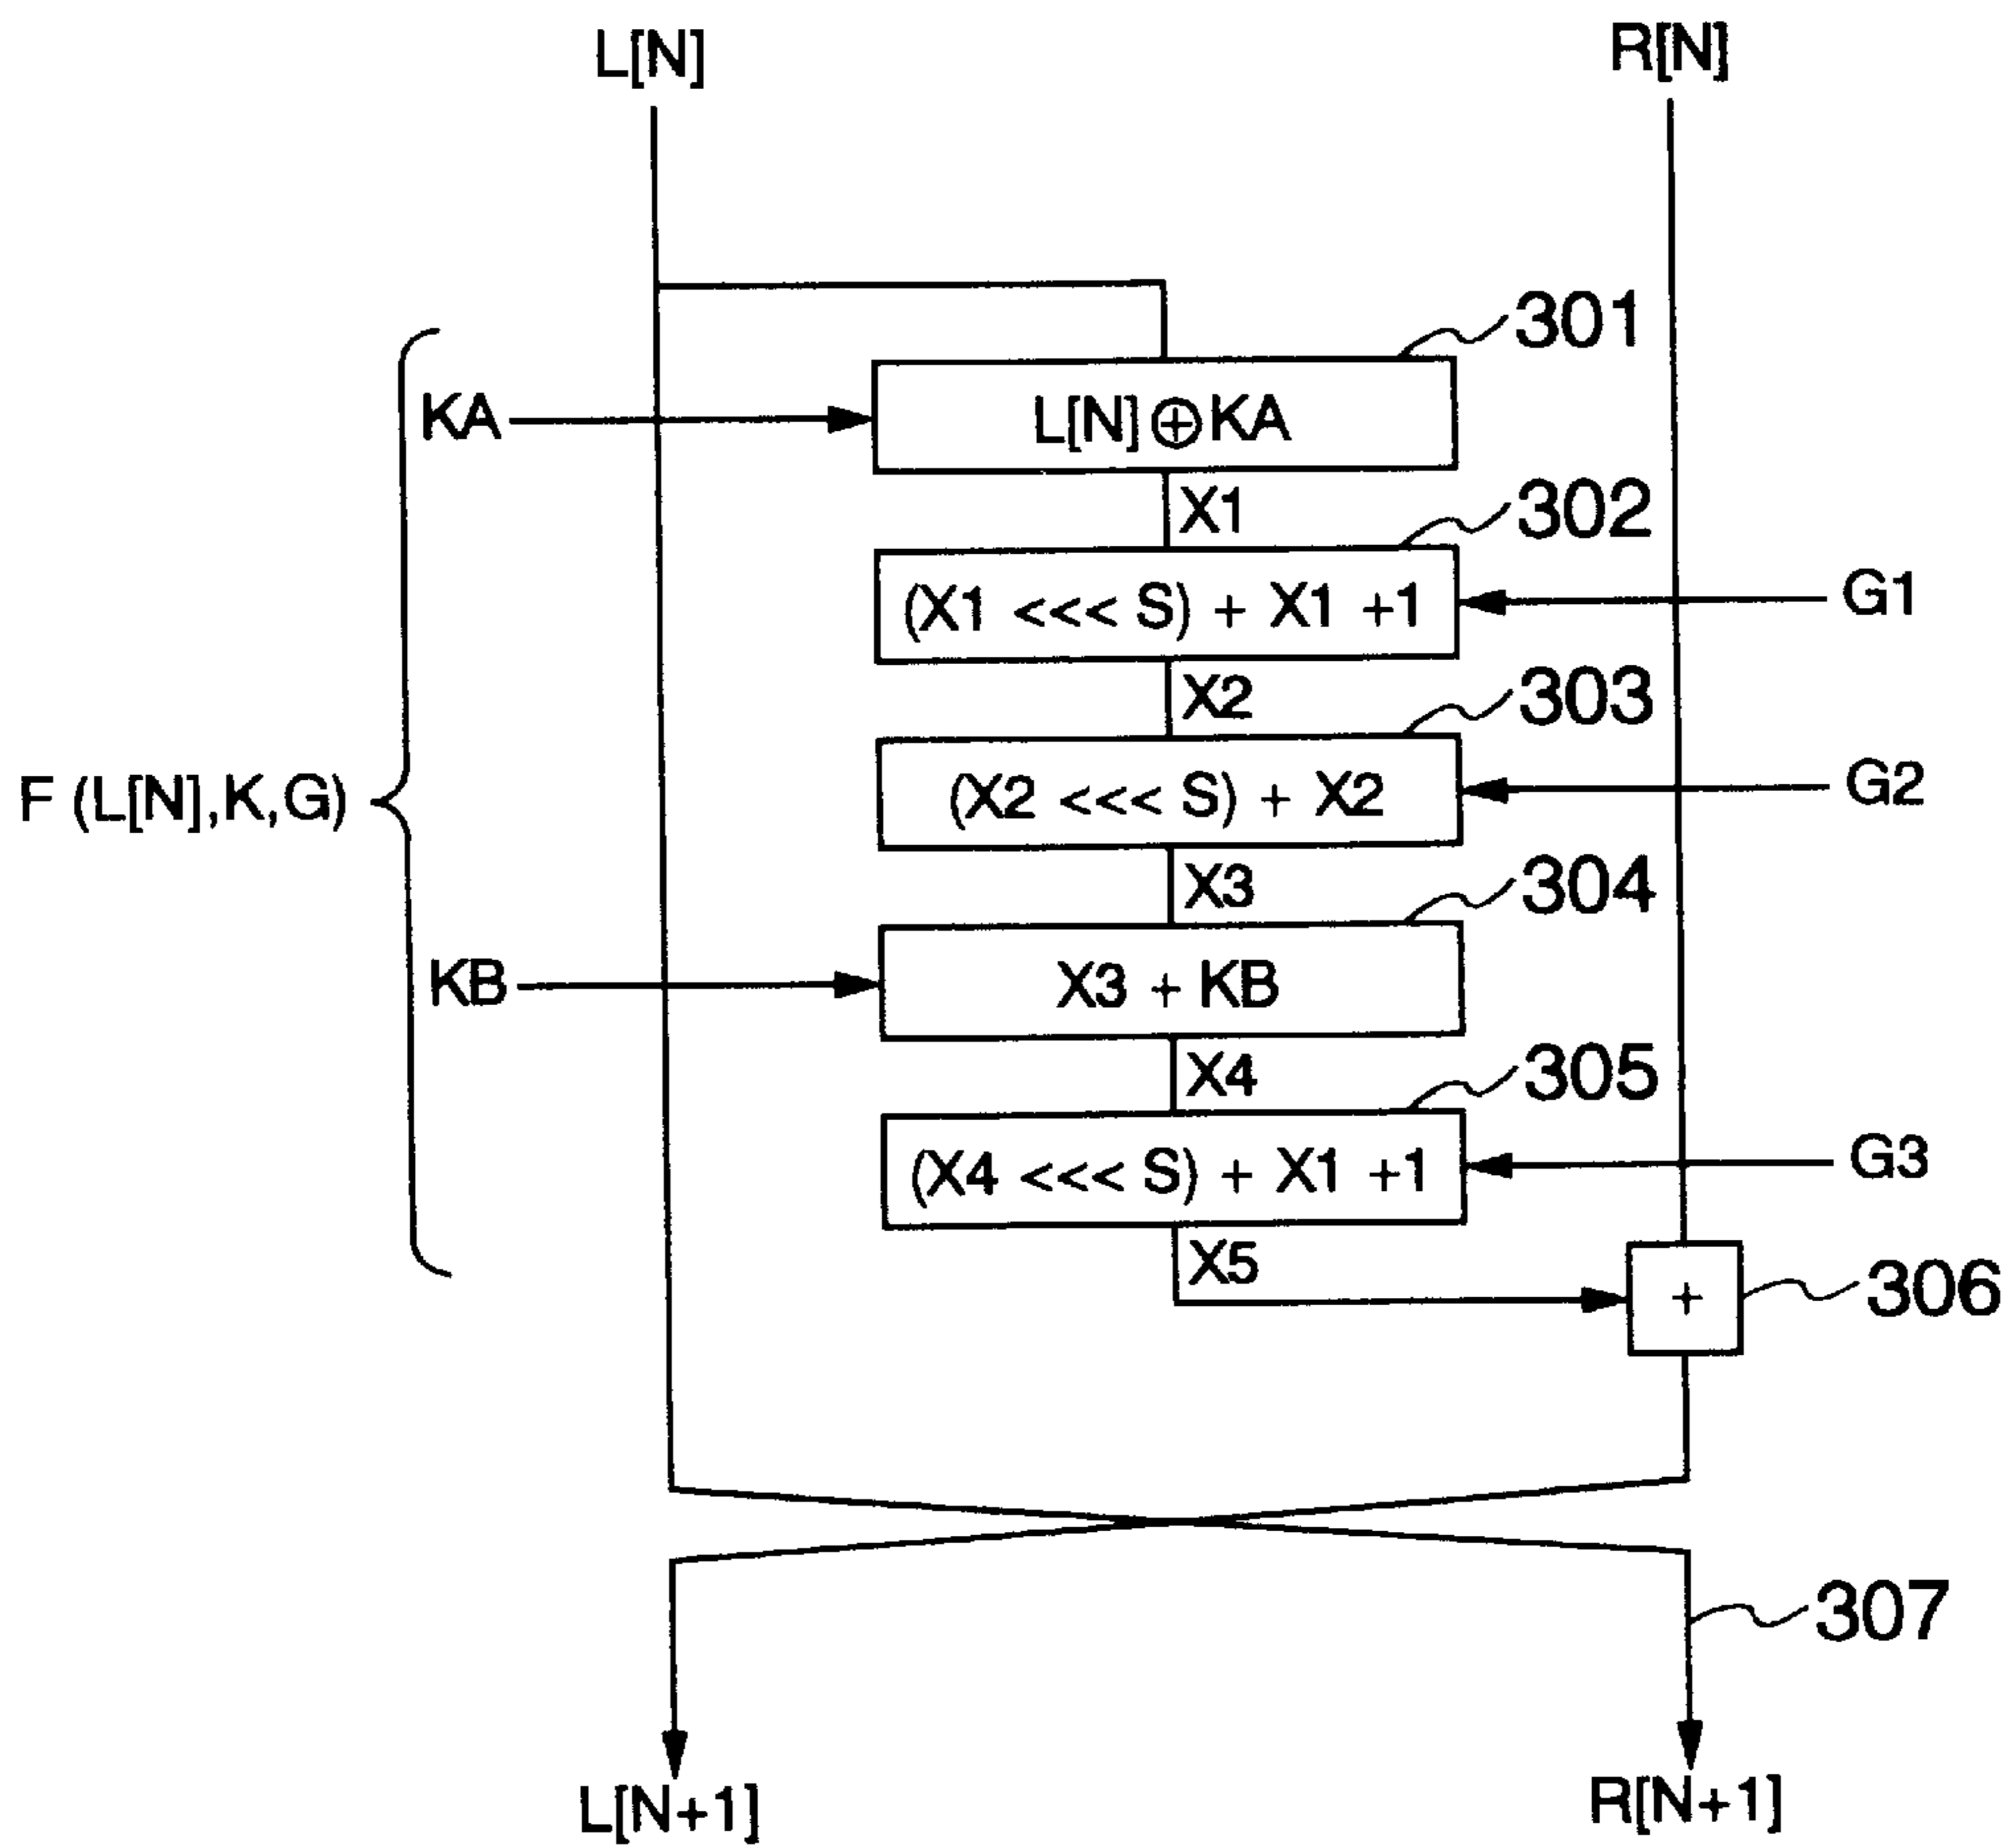 L[N]
R[N]
301
KA
L[N]⊕KA
X1
302
(X1 <<< S) + X1 +1
G1
X2
303
F (L[N],K,G)
(X2 <<< S) + X2
G2
X3
304
KB
X3 + KB
X4
305
(X4 <<< S) + X1 +1
G3
X5
+
306
307
L[N+1]
R[N+1]